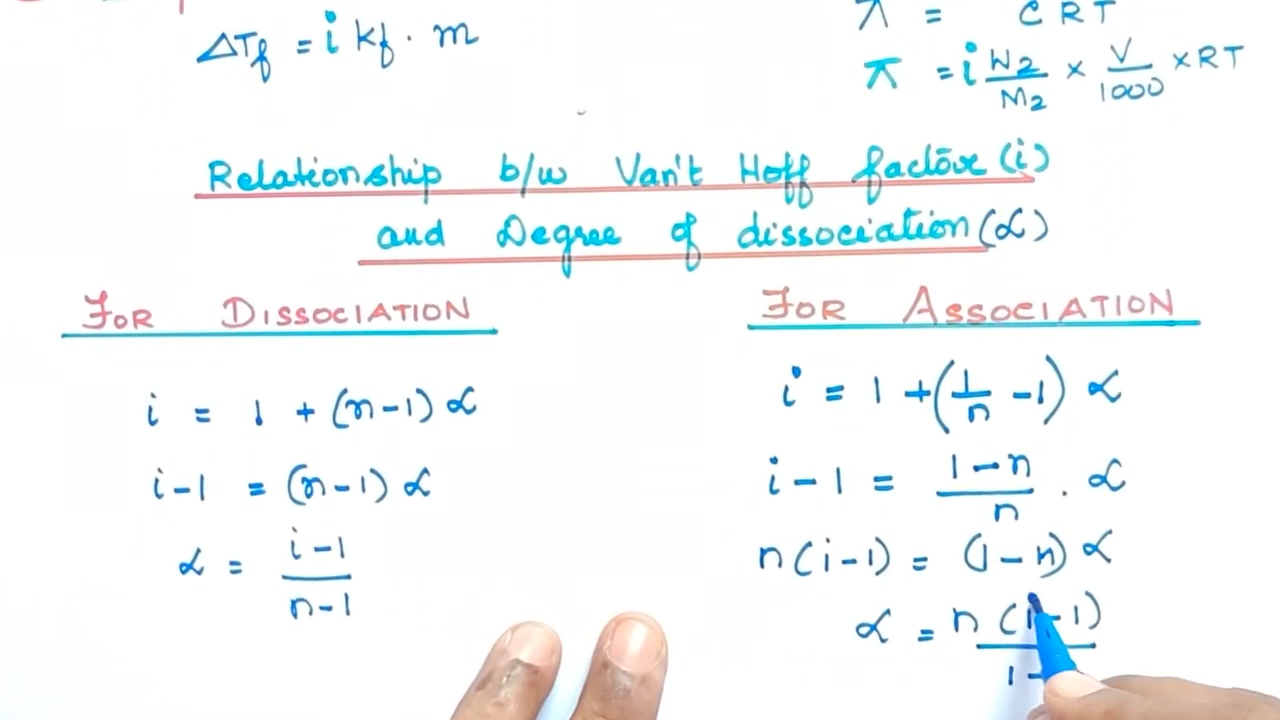 ΔTf = i kf · m
π = CRT
π = i W2/M2 × V/1000 × RT
Relationship b/w Van't Hoff factor (i)
and Degree of dissociation (α)
FOR DISSOCIATION
i = 1 + (n-1) α
i-1 = (n-1) α
α = i-1/n-1
FOR ASSOCIATION
i = 1 + (1/n - 1) α
i - 1 = 1-n/n . α
n(i-1) = (1-n) α
α = n(i-1)/1-